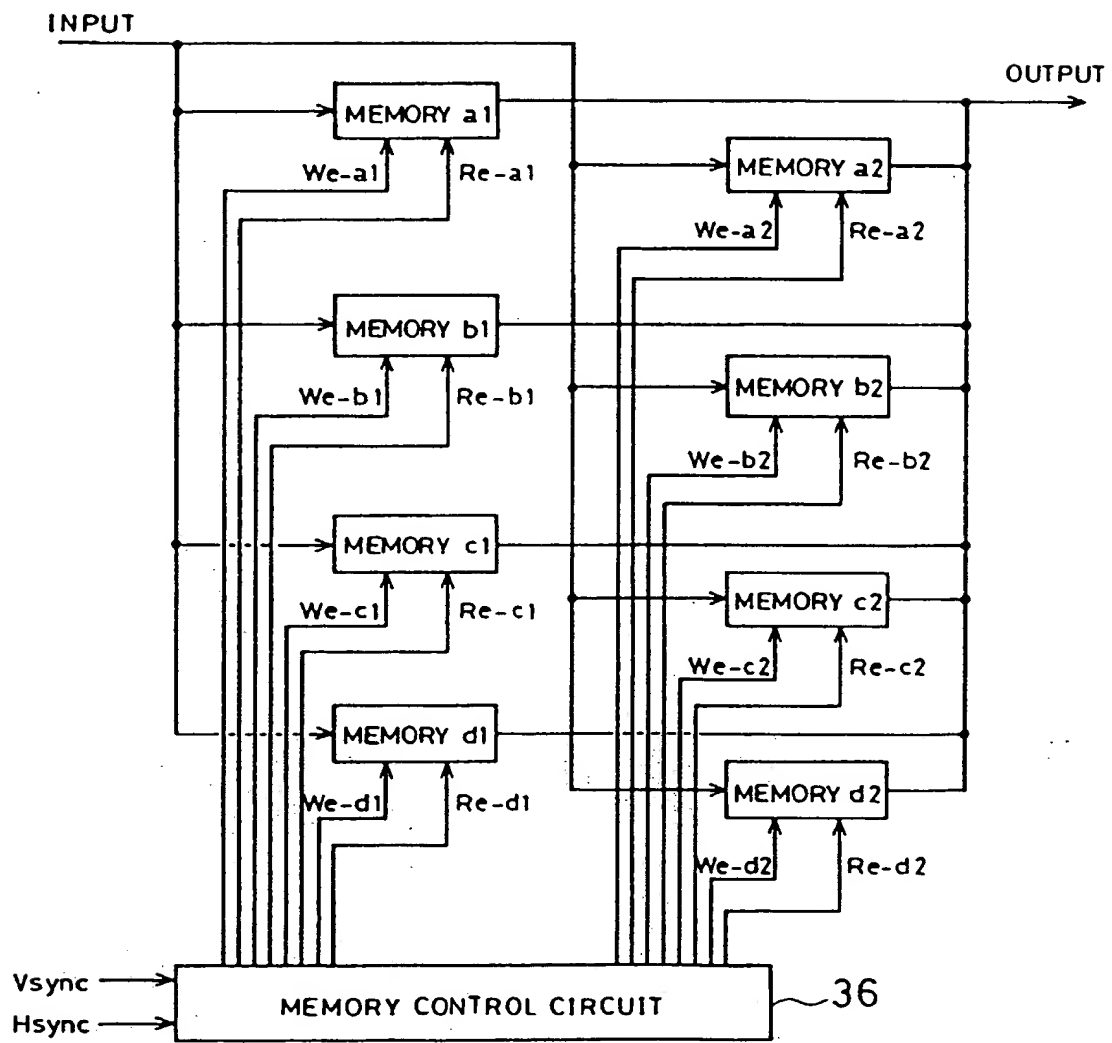 INPUT
OUTPUT
MEMORY a1
We-a1
Re-a1
MEMORY a2
We-a2
Re-a2
MEMORY b1
We-b1
Re-b1
MEMORY b2
We-b2
Re-b2
MEMORY c1
We-c1
Re-c1
MEMORY c2
We-c2
Re-c2
MEMORY d1
We-d1
Re-d1
MEMORY d2
We-d2
Re-d2
Vsync
Hsync
MEMORY CONTROL CIRCUIT
36